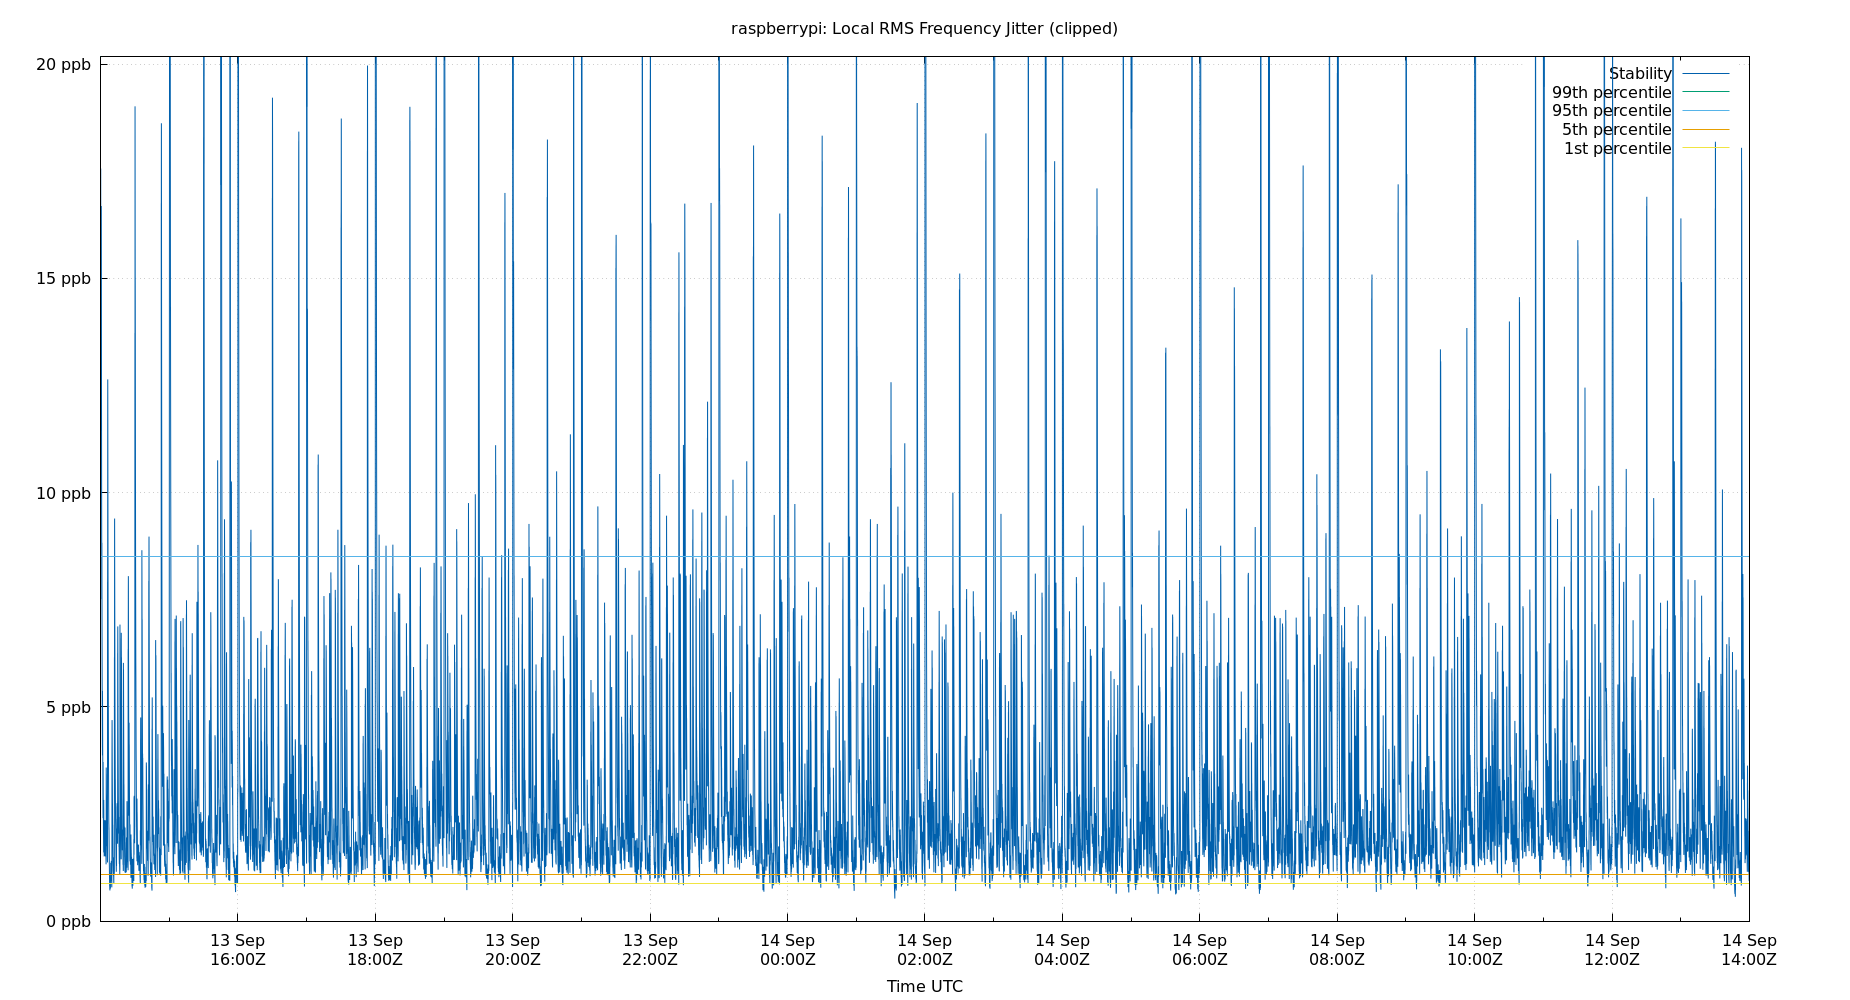 raspberrypi: Local RMS Frequency Jitter (clipped)
20 ppb
15 ppb
10 ppb
5 ppb
0 ppb
Stability
99th percentile
95th percentile
5th percentile
1st percentile
13 Sep
16:00Z
13 Sep
18:00Z
13 Sep
20:00Z
13 Sep
22:00Z
14 Sep
00:00Z
14 Sep
02:00Z
14 Sep
04:00Z
14 Sep
06:00Z
14 Sep
08:00Z
14 Sep
10:00Z
14 Sep
12:00Z
14 Sep
14:00Z
Time UTC